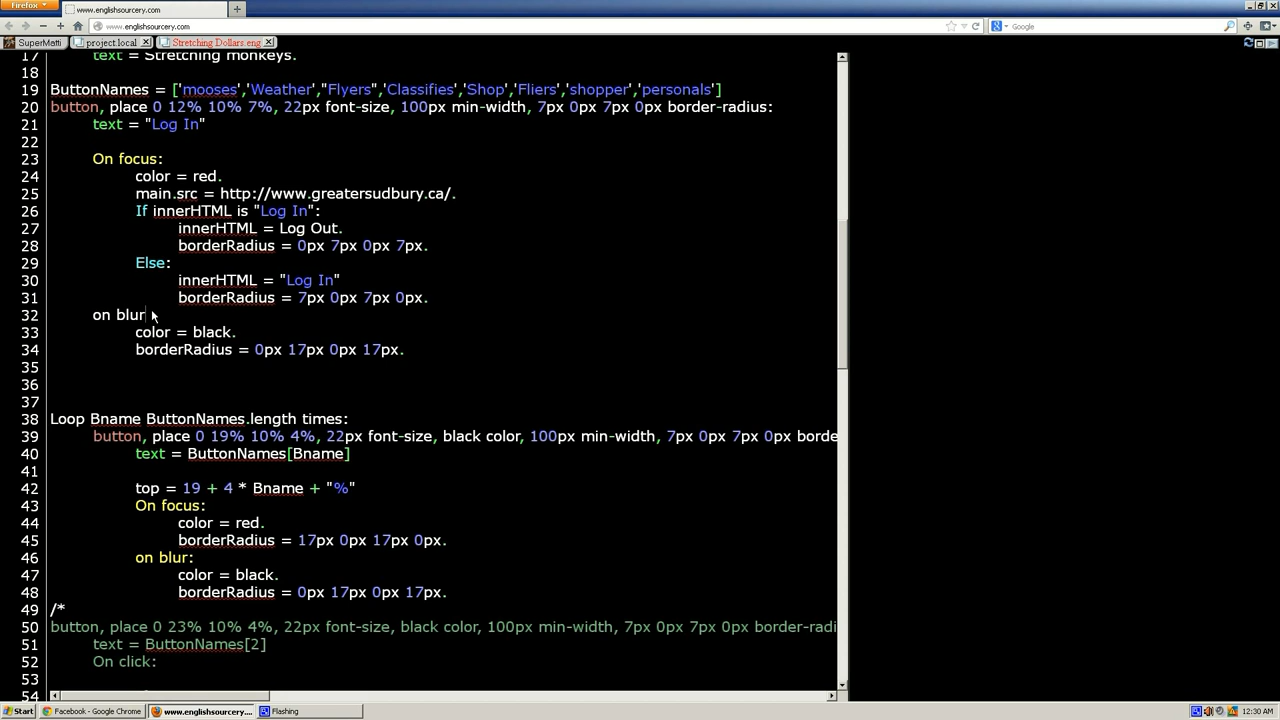 Firefox
www.englishsourcery.com
+
www.englishsourcery.com
Google
SuperMatti
project.local
Stretching Dollars.eng
17 text = Stretching monkeys.
18
19 ButtonNames = ['mooses','Weather',"Flyers",'Classifies','Shop','Fliers','shopper','personals']
20 button, place 0 12% 10% 7%, 22px font-size, 100px min-width, 7px 0px 7px 0px border-radius:
21 text = "Log In"
22
23 On focus:
24 color = red.
25 main.src = http://www.greatersudbury.ca/.
26 If innerHTML is "Log In":
27 innerHTML = Log Out.
28 borderRadius = 0px 7px 0px 7px.
29 Else:
30 innerHTML = "Log In"
31 borderRadius = 7px 0px 7px 0px.
32 on blur
33 color = black.
34 borderRadius = 0px 17px 0px 17px.
35
36
37
38 Loop Bname ButtonNames.length times:
39 button, place 0 19% 10% 4%, 22px font-size, black color, 100px min-width, 7px 0px 7px 0px borde
40 text = ButtonNames[Bname]
41
42 top = 19 + 4 * Bname + "%"
43 On focus:
44 color = red.
45 borderRadius = 17px 0px 17px 0px.
46 on blur:
47 color = black.
48 borderRadius = 0px 17px 0px 17px.
49 /*
50 button, place 0 23% 10% 4%, 22px font-size, black color, 100px min-width, 7px 0px 7px 0px border-radi
51 text = ButtonNames[2]
52 On click:
53
54
Start
Facebook - Google Chrome
www.englishsourcery....
Flashing
12:30 AM